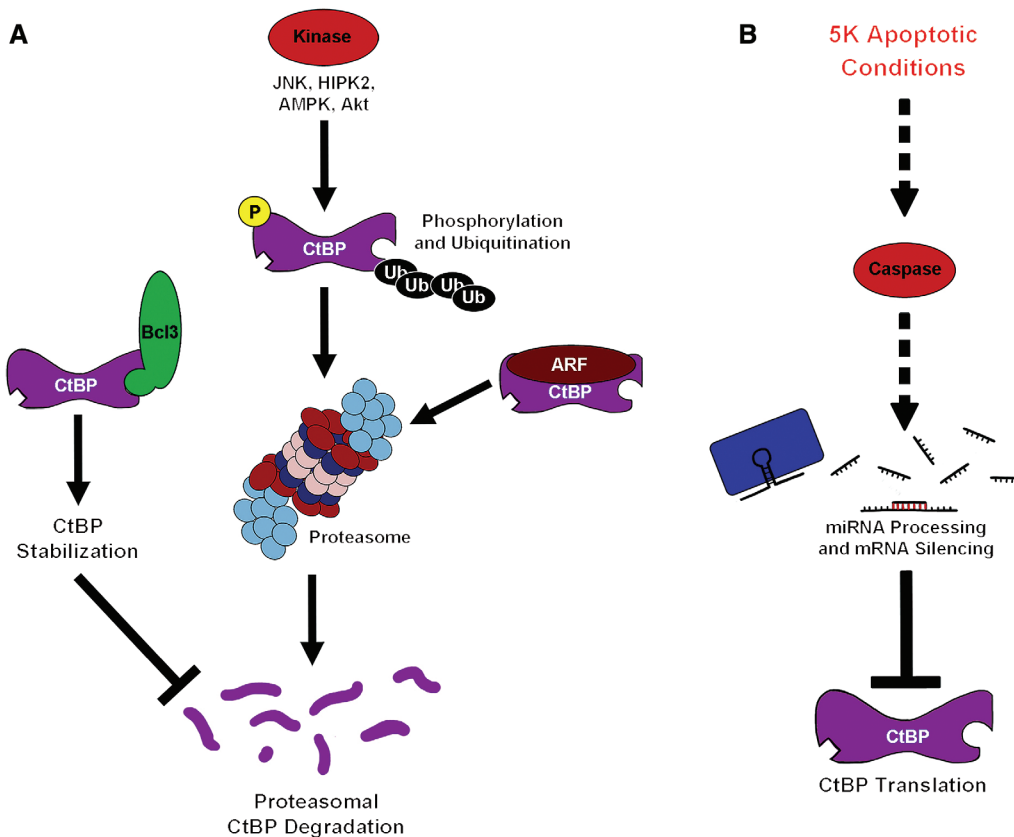 A
Kinase
JNK, HIPK2,
AMPK, Akt
P
CtBP
Phosphorylation
and Ubiquitination
Ub
Ub
Ub
Ub
Bcl3
CtBP
ARF
CtBP
CtBP
Stabilization
Proteasome
Proteasomal
CtBP Degradation
B
5K Apoptotic
Conditions
Caspase
miRNA Processing
and mRNA Silencing
CtBP
CtBP Translation